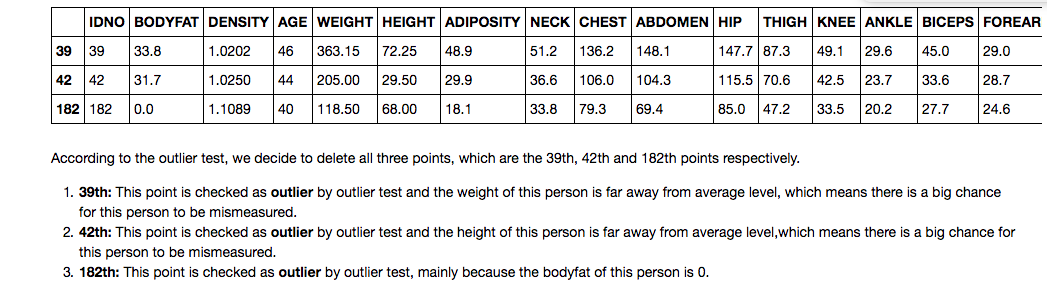 IDNO BODYFAT DENSITY AGE WEIGHT HEIGHT ADIPOSITY NECK CHEST ABDOMEN HIP THIGH KNEE ANKLE BICEPS FOREAR
39 39 33.8 1.0202 46 363.15 72.25 48.9 51.2 136.2 148.1 147.7 87.3 49.1 29.6 45.0 29.0
42 42 31.7 1.0250 44 205.00 29.50 29.9 36.6 106.0 104.3 115.5 70.6 42.5 23.7 33.6 28.7
182 182 0.0 1.1089 40 118.50 68.00 18.1 33.8 79.3 69.4 85.0 47.2 33.5 20.2 27.7 24.6
According to the outlier test, we decide to delete all three points, which are the 39th, 42th and 182th points respectively.
1. 39th: This point is checked as outlier by outlier test and the weight of this person is far away from average level, which means there is a big chance
for this person to be mismeasured.
2. 42th: This point is checked as outlier by outlier test and the height of this person is far away from average level,which means there is a big chance for
this person to be mismeasured.
3. 182th: This point is checked as outlier by outlier test, mainly because the bodyfat of this person is 0.